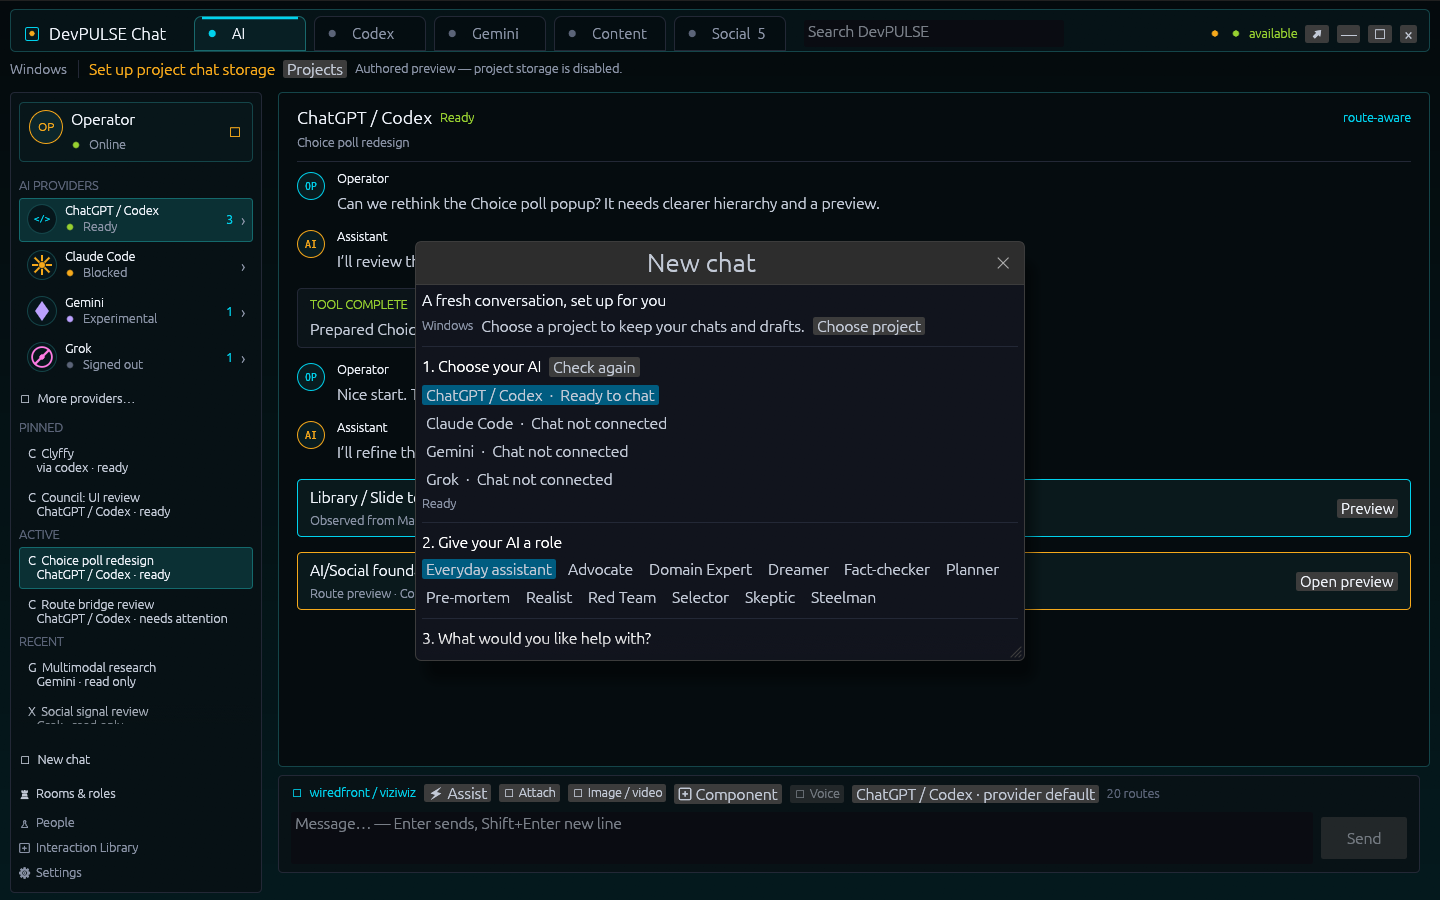 DevPULSE Chat
AI
Codex
Gemini
Content
Social 5
Search DevPULSE
available
Windows
Set up project chat storage
Projects
Authored preview — project storage is disabled.
OP
Operator
Online
AI PROVIDERS
</>
ChatGPT / Codex
Ready
3 ›
Claude Code
Blocked
›
Gemini
Experimental
1 ›
Grok
Signed out
1 ›
More providers…
PINNED
C Clyffy
via codex · ready
C Council: UI review
ChatGPT / Codex · ready
ACTIVE
C Choice poll redesign
ChatGPT / Codex · ready
C Route bridge review
ChatGPT / Codex · needs attention
RECENT
G Multimodal research
Gemini · read only
X Social signal review
Grok · read only
New chat
Rooms & roles
People
Interaction Library
Settings
ChatGPT / Codex Ready
route-aware
Choice poll redesign
OP
Operator
Can we rethink the Choice poll popup? It needs clearer hierarchy and a preview.
AI
Assistant
I'll review th
TOOL COMPLETE
Prepared Choic
OP
Operator
Nice start. T
AI
Assistant
I'll refine th
Library / Slide t
Observed from Ma
Preview
AI/Social found
Route preview · Co
Open preview
New chat
A fresh conversation, set up for you
Windows Choose a project to keep your chats and drafts. Choose project
1. Choose your AI Check again
ChatGPT / Codex · Ready to chat
Claude Code · Chat not connected
Gemini · Chat not connected
Grok · Chat not connected
Ready
2. Give your AI a role
Everyday assistant Advocate Domain Expert Dreamer Fact-checker Planner
Pre-mortem Realist Red Team Selector Skeptic Steelman
3. What would you like help with?
wiredfront / viziwiz
Assist
Attach
Image / video
Component
Voice
ChatGPT / Codex · provider default
20 routes
Message… — Enter sends, Shift+Enter new line
Send